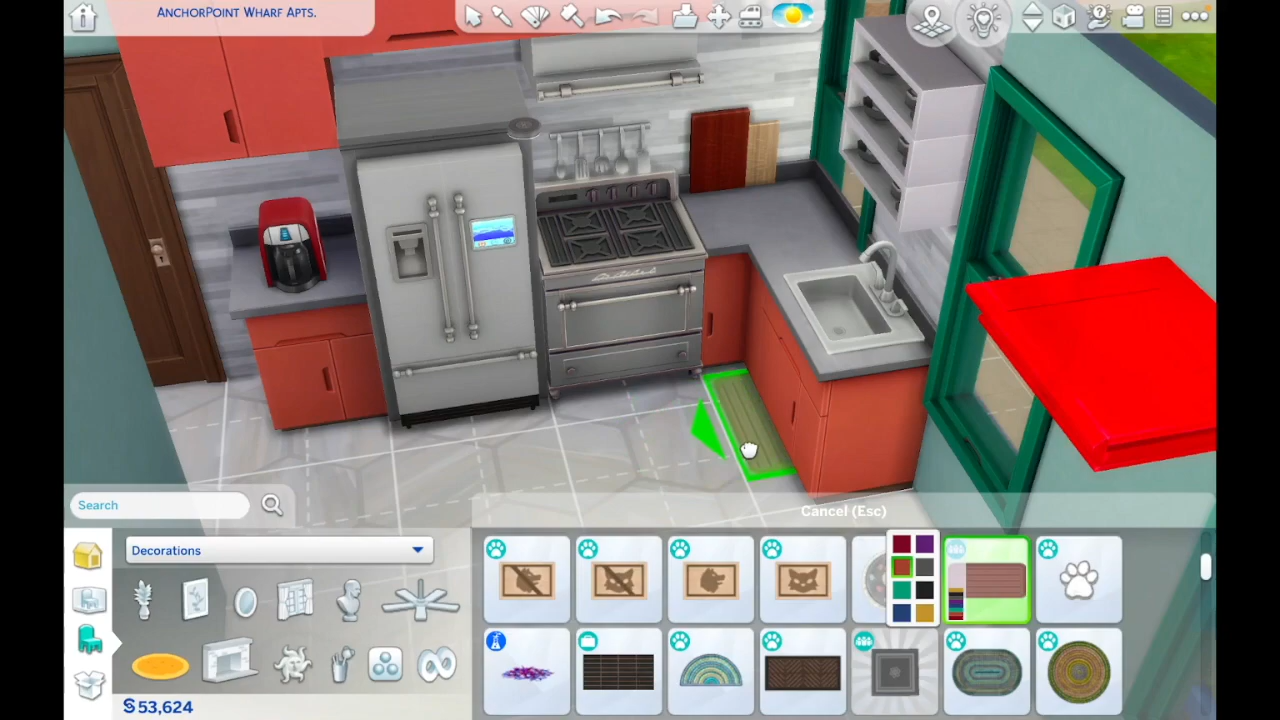 AnchorPoint Wharf Apts.
Search
Cancel (Esc)
Decorations
§53,624